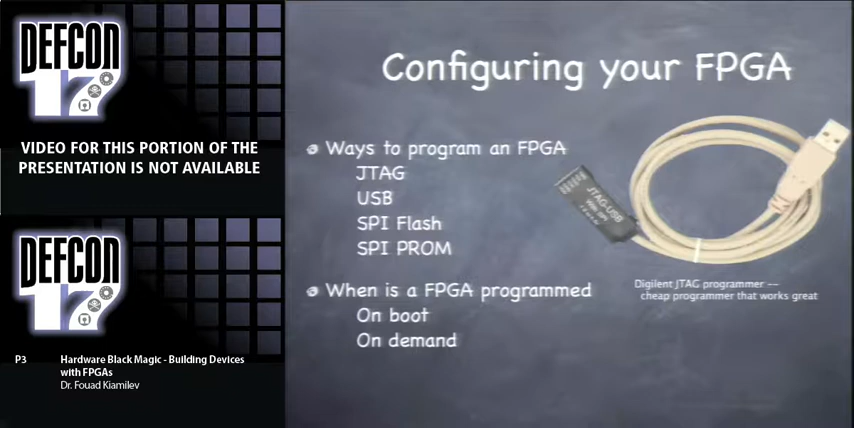 DEFCON
17
VIDEO FOR THIS PORTION OF THE
PRESENTATION IS NOT AVAILABLE
DEFCON
17
P3 Hardware Black Magic - Building Devices
with FPGAs
Dr. Fouad Kiamilev
Configuring your FPGA
Ways to program an FPGA
JTAG
USB
SPI Flash
SPI PROM
When is a FPGA programmed
On boot
On demand
JTAG-USB
Digilent JTAG programmer --
cheap programmer that works great